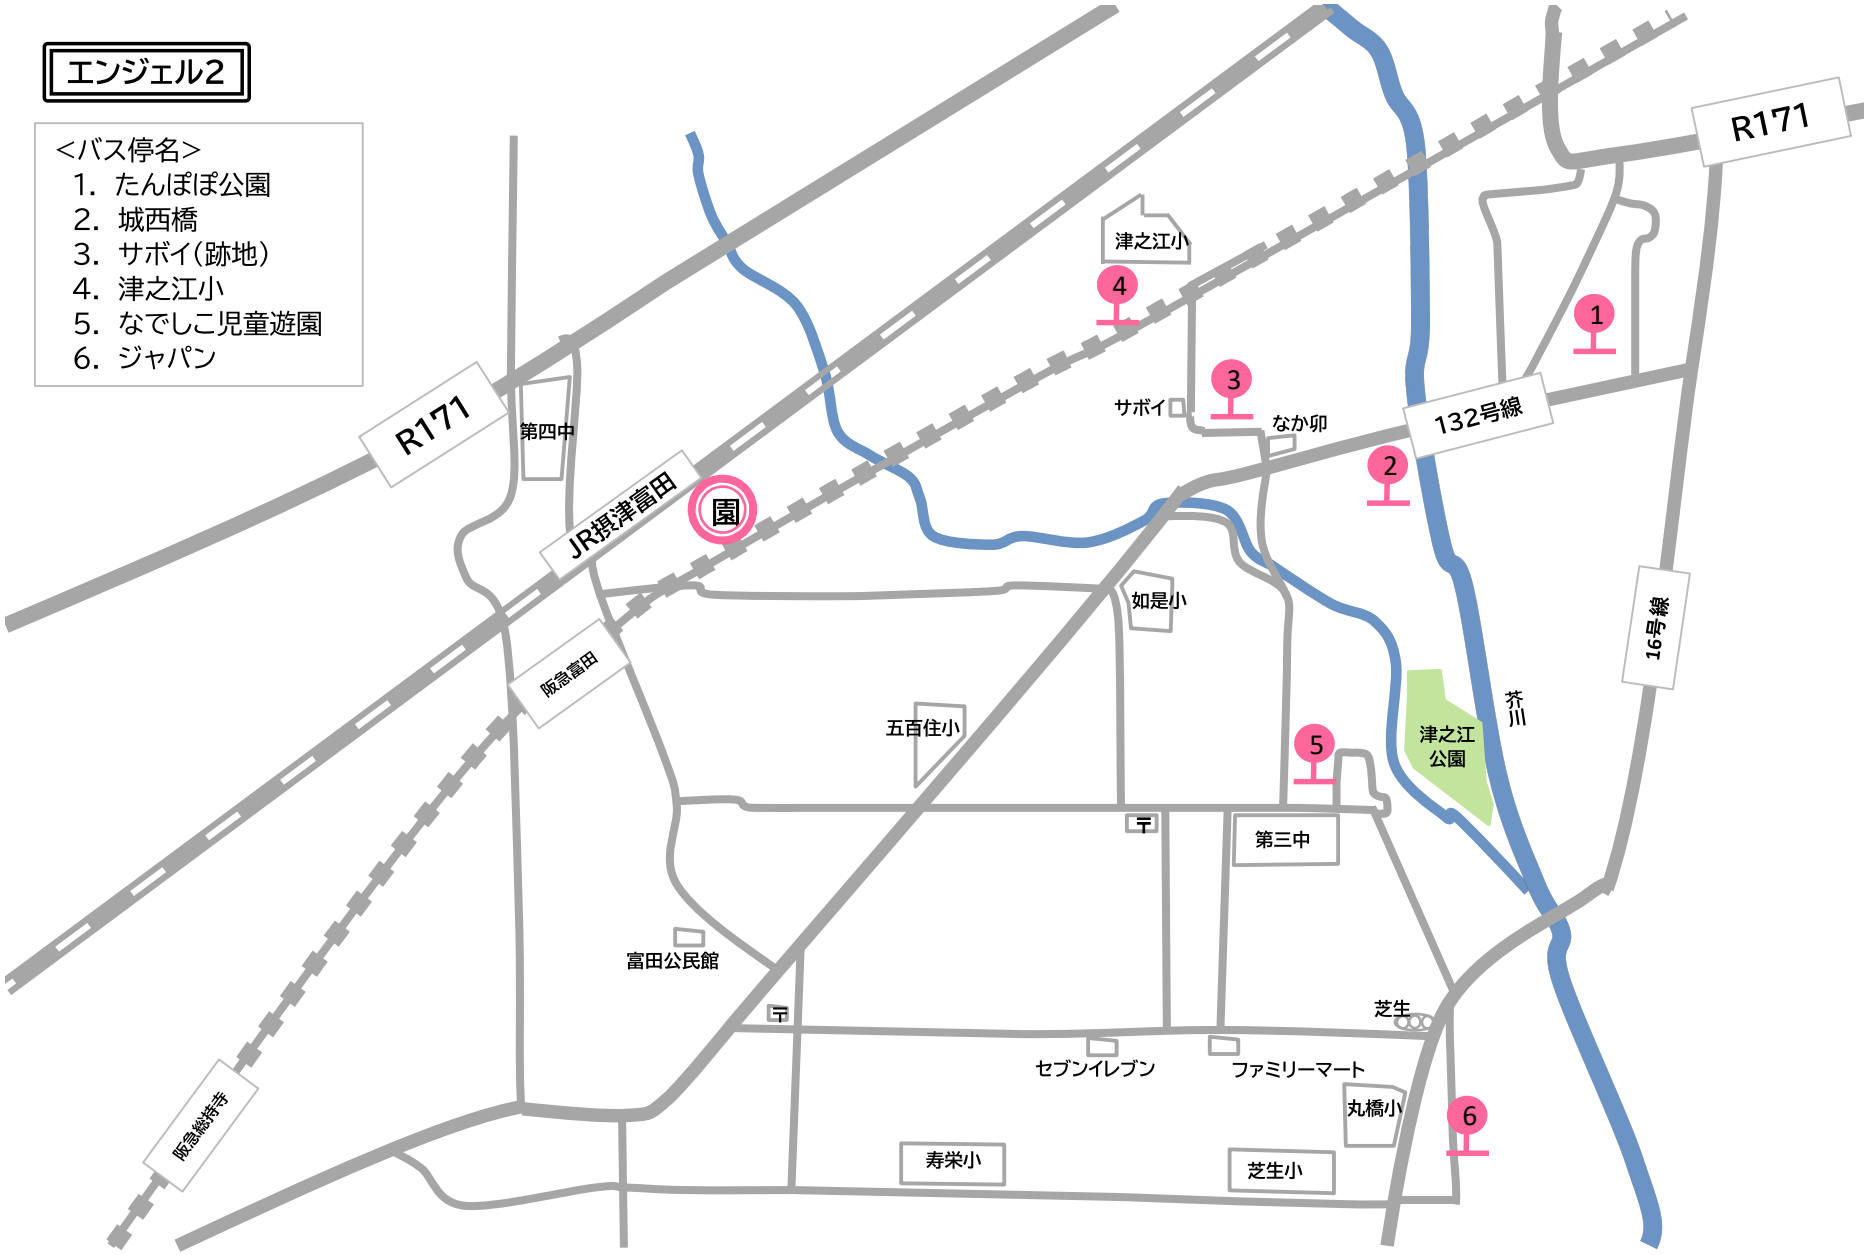 エンジェル2
＜バス停名＞
1. たんぽぽ公園
2. 城西橋
3. サボイ（跡地）
4. 津之江小
5. なでしこ児童遊園
6. ジャパン
R171
津之江小
4
1
R171
3
サボイ
なか卯
132号線
第四中
2
JR摂津富田
園
如是小
16号線
阪急富田
芥川
五百住小
5
津之江
公園
〒
第三中
富田公民館
〒
芝生
セブンイレブン
ファミリーマート
丸橋小
6
阪急総持寺
寿栄小
芝生小